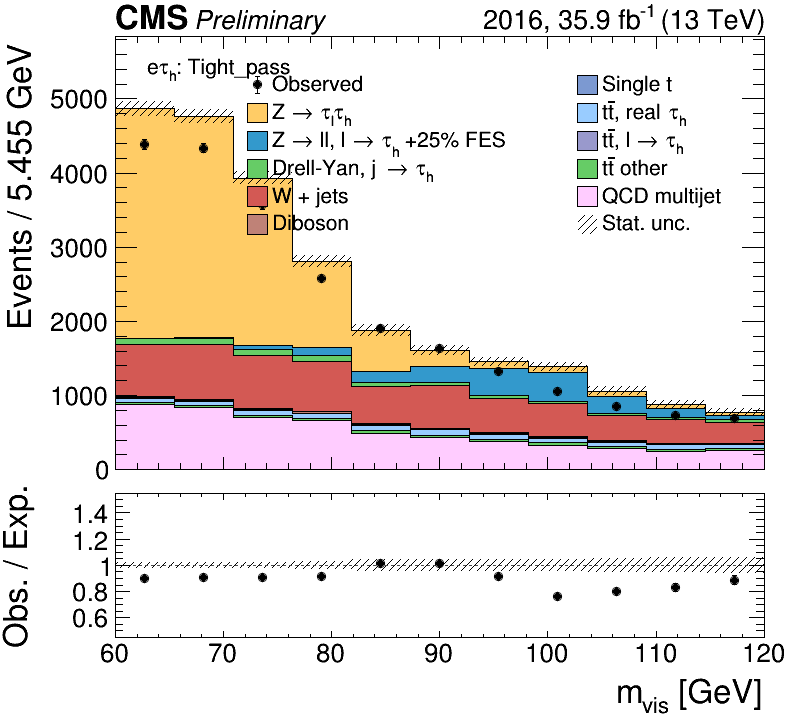 CMS Preliminary 2016, 35.9 fb⁻¹ (13 TeV)
Events / 5.455 GeV
eτₕ: Tight_pass
Observed
Z → τₗτₕ
Z → ll, l → τₕ +25% FES
Drell-Yan, j → τₕ
W + jets
Diboson
Single t
tt̄, real τₕ
tt̄, l → τₕ
tt̄ other
QCD multijet
Stat. unc.
5000
4000
3000
2000
1000
0
Obs. / Exp.
1.4
1.2
1
0.8
0.6
60 70 80 90 100 110 120
m_vis [GeV]